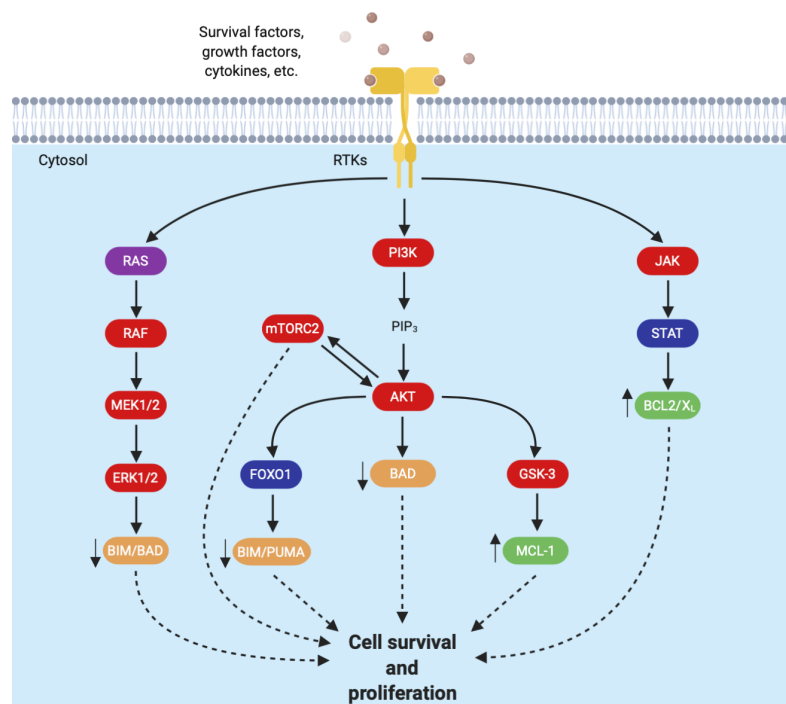 Survival factors,
growth factors,
cytokines, etc.
Cytosol
RTKs
RAS
PI3K
JAK
RAF
mTORC2
PIP₃
STAT
MEK1/2
AKT
BCL2/X_L
ERK1/2
FOXO1
BAD
GSK-3
BIM/BAD
BIM/PUMA
MCL-1
Cell survival
and
proliferation